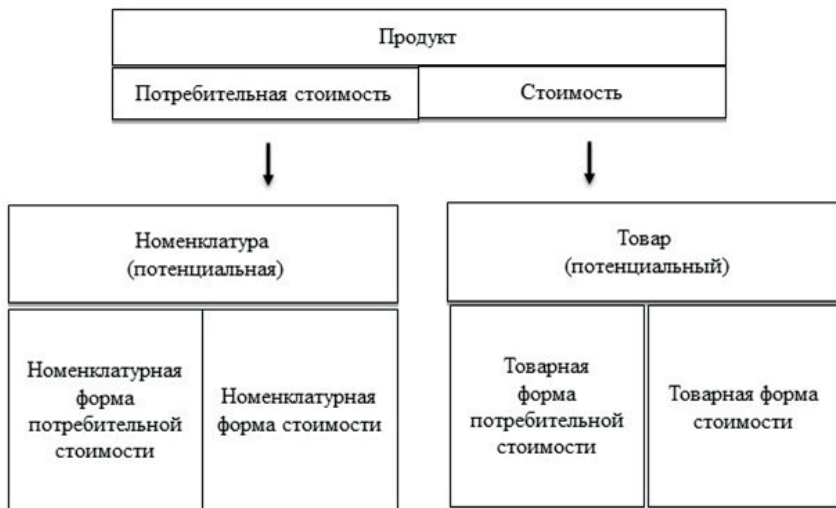 Продукт
Потребительная стоимость
Стоимость
Номенклатура
(потенциальная)
Товар
(потенциальный)
Номенклатурная
форма
потребительной
стоимости
Номенклатурная
форма стоимости
Товарная
форма
потребительной
стоимости
Товарная форма
стоимости